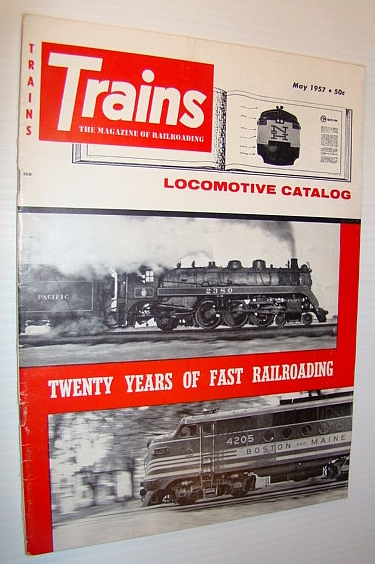 TRAINS
Trains
THE MAGAZINE OF RAILROADING
May 1957 • 50c
NH
LOCOMOTIVE CATALOG
PACIFIC
2380
TWENTY YEARS OF FAST RAILROADING
4205
BOSTON AND MAINE